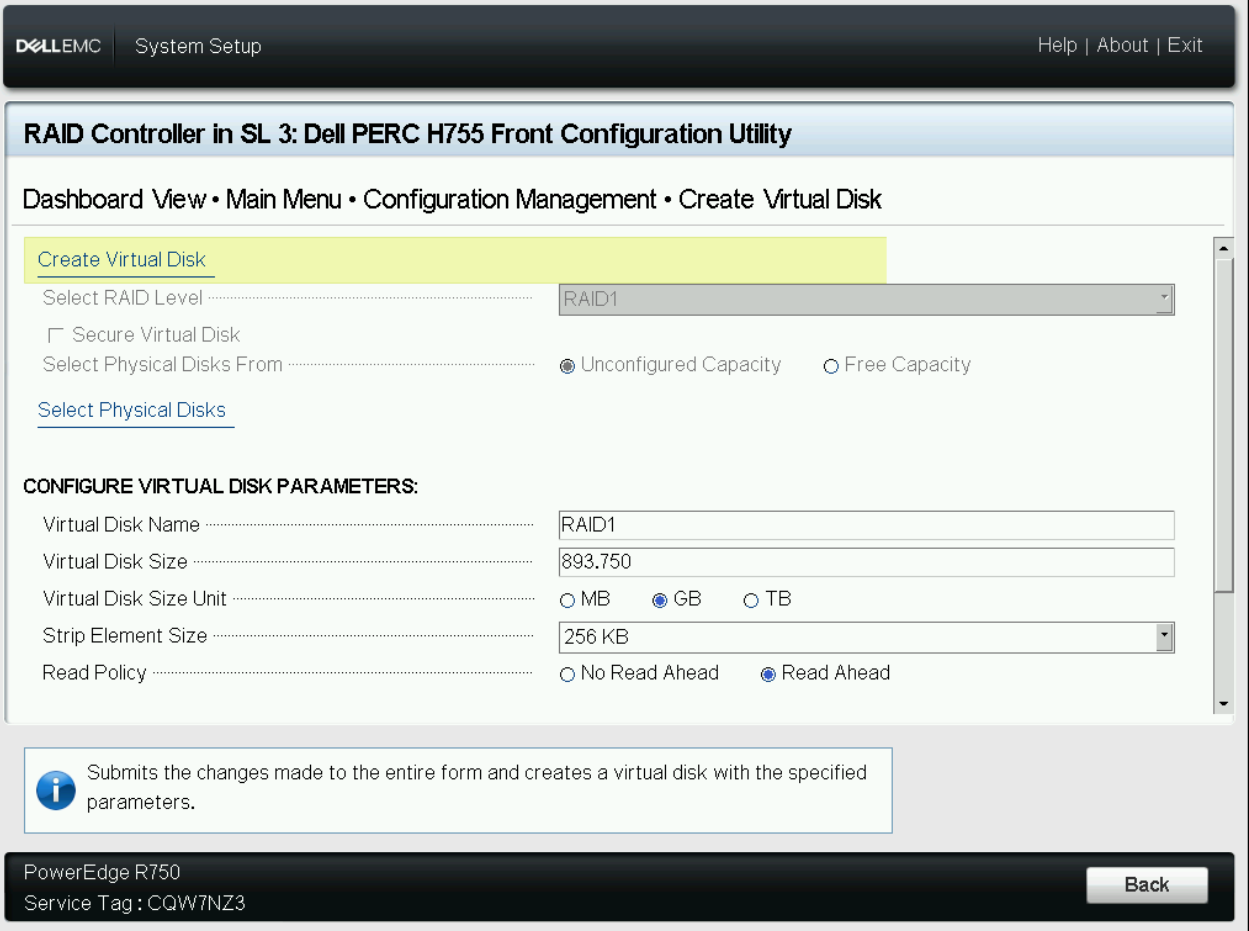 DELLEMC System Setup Help | About | Exit
RAID Controller in SL 3: Dell PERC H755 Front Configuration Utility
Dashboard View • Main Menu • Configuration Management • Create Virtual Disk
Create Virtual Disk
Select RAID Level RAID1
Secure Virtual Disk
Select Physical Disks From Unconfigured Capacity Free Capacity
Select Physical Disks
CONFIGURE VIRTUAL DISK PARAMETERS:
Virtual Disk Name RAID1
Virtual Disk Size 893.750
Virtual Disk Size Unit MB GB TB
Strip Element Size 256 KB
Read Policy No Read Ahead Read Ahead
Submits the changes made to the entire form and creates a virtual disk with the specified
parameters.
PowerEdge R750
Service Tag : CQW7NZ3
Back